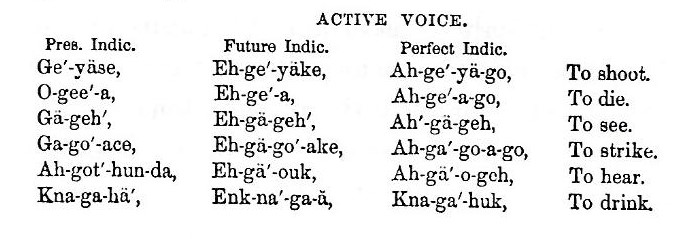 ACTIVE VOICE.
Pres. Indic. Future Indic. Perfect Indic.
Ge′-yäse, Eh-ge′-yäke, Ah-ge′-yä-go, To shoot.
O-gee′-a, Eh-ge′-a, Ah-ge′-a-go, To die.
Gä-geh′, Eh-gä-geh′, Ah′-gä-geh, To see.
Ga-go′-ace, Eh-gä-go′-ake, Ah-ga′-go-a-go, To strike.
Ah-got′-hun-da, Eh-gä′-ouk, Ah-gä′-o-geh, To hear.
Kna-ga-hä′, Enk-na′-ga-ă, Kna-ga′-huk, To drink.